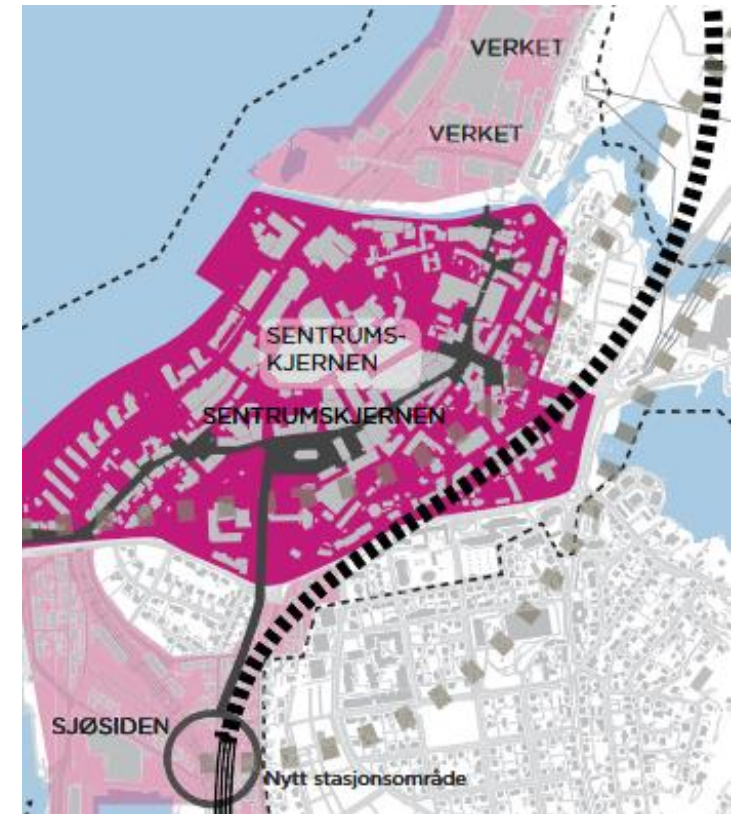 VERKET
VERKET
SENTRUMS-
KJERNEN
SENTRUMSKJERNEN
SJØSIDEN
Nytt stasjonsområde